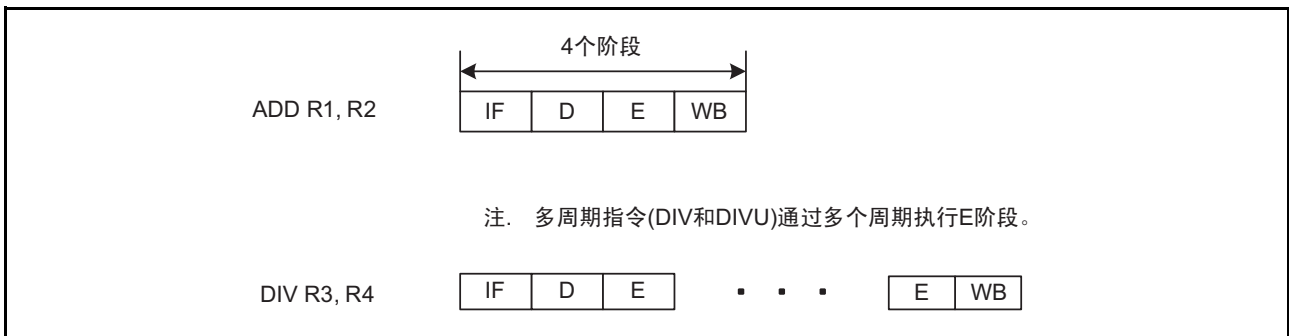 4个阶段
ADD R1, R2 IF D E WB
注. 多周期指令(DIV和DIVU)通过多个周期执行E阶段。
DIV R3, R4 IF D E ・ ・ ・ E WB